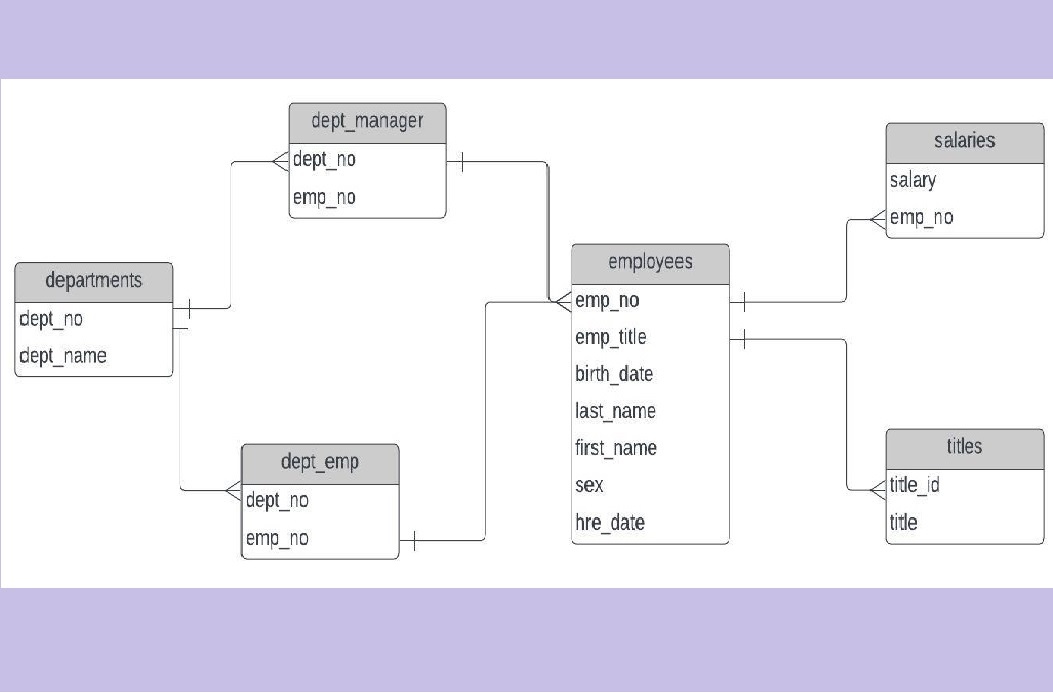 dept_manager
dept_no
emp_no
salaries
salary
emp_no
departments
dept_no
dept_name
employees
emp_no
emp_title
birth_date
last_name
first_name
sex
hre_date
dept_emp
dept_no
emp_no
titles
title_id
title